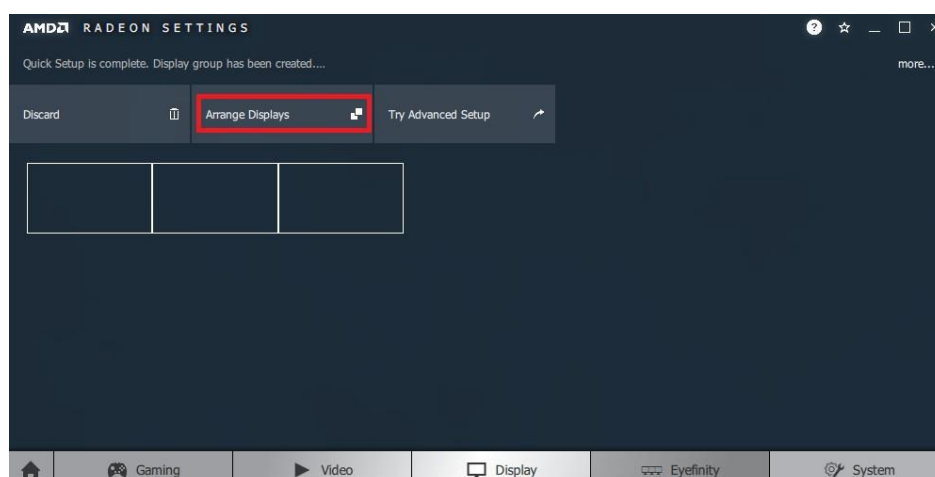 AMD RADEON SETTINGS
Quick Setup is complete. Display group has been created....
more...
Discard
Arrange Displays
Try Advanced Setup
Gaming
Video
Display
Eyefinity
System